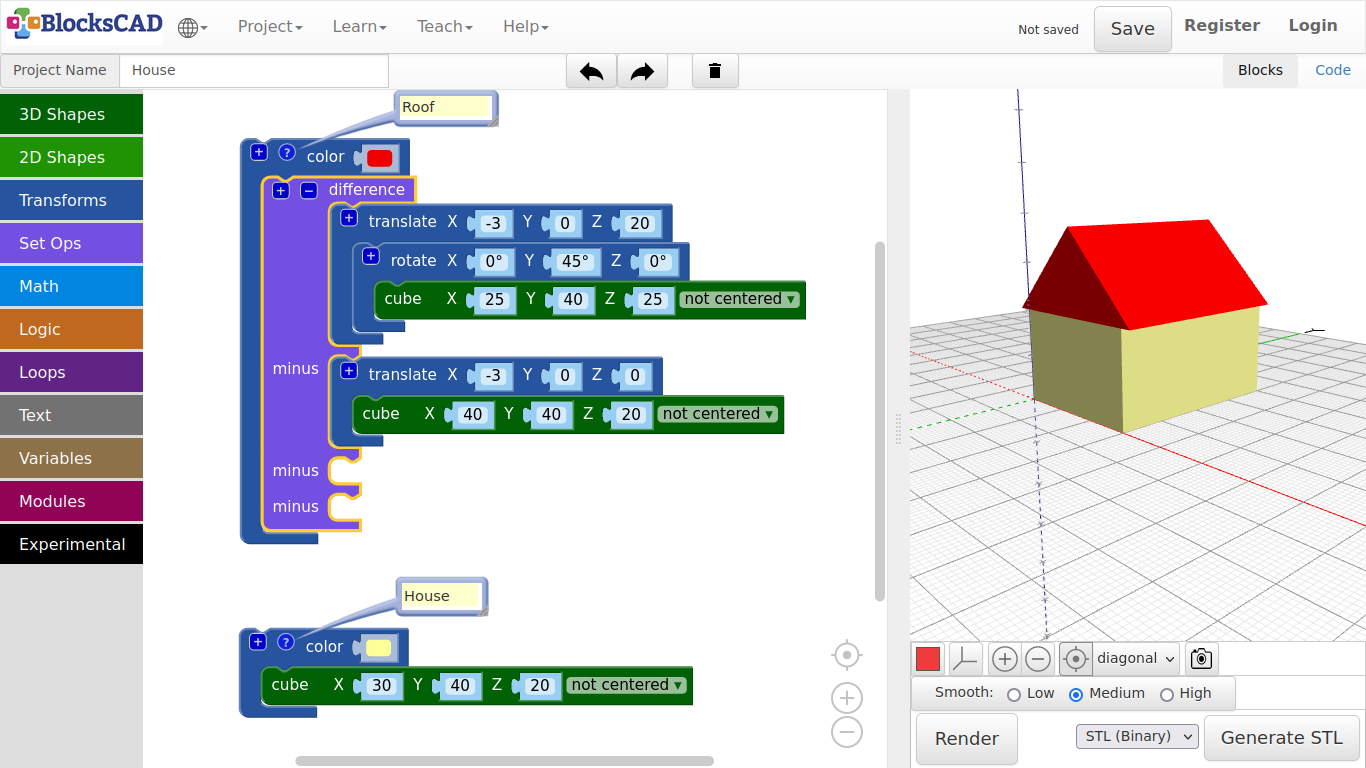 BlocksCAD Project Learn Teach Help Not saved Save Register Login
Project Name House Blocks Code
3D Shapes
2D Shapes
Transforms
Set Ops
Math
Logic
Loops
Text
Variables
Modules
Experimental
Roof
+ ? color
+ − difference
+ translate X -3 Y 0 Z 20
+ rotate X 0° Y 45° Z 0°
cube X 25 Y 40 Z 25 not centered ▾
minus + translate X -3 Y 0 Z 0
cube X 40 Y 40 Z 20 not centered ▾
minus
minus
House
+ ? color
cube X 30 Y 40 Z 20 not centered ▾
diagonal
Smooth: Low Medium High
Render STL (Binary) Generate STL